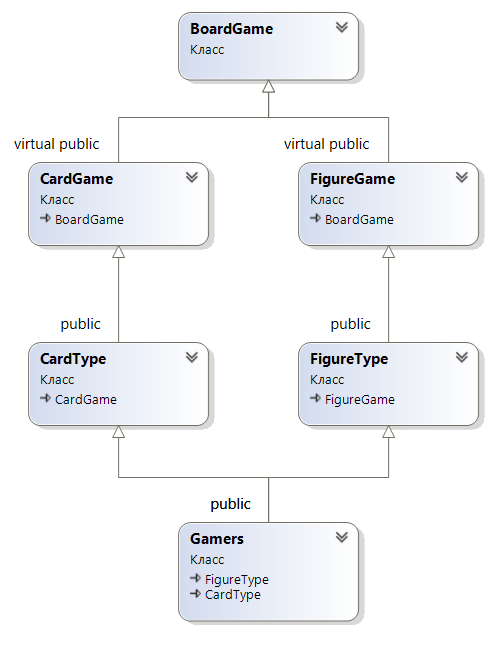 BoardGame
Класс
virtual public
virtual public
CardGame
Класс
BoardGame
FigureGame
Класс
BoardGame
public
public
CardType
Класс
CardGame
FigureType
Класс
FigureGame
public
Gamers
Класс
FigureType
CardType